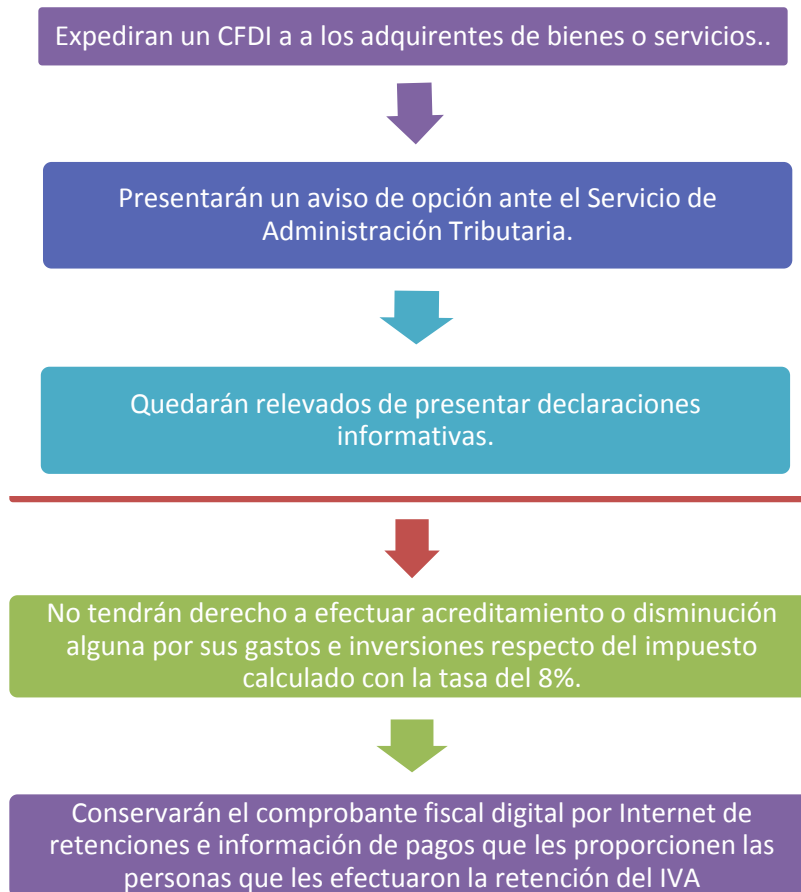 Expediran un CFDI a a los adquirentes de bienes o servicios..
Presentarán un aviso de opción ante el Servicio de
Administración Tributaria.
Quedarán relevados de presentar declaraciones
informativas.
No tendrán derecho a efectuar acreditamiento o disminución
alguna por sus gastos e inversiones respecto del impuesto
calculado con la tasa del 8%.
Conservarán el comprobante fiscal digital por Internet de
retenciones e información de pagos que les proporcionen las
personas que les efectuaron la retención del IVA